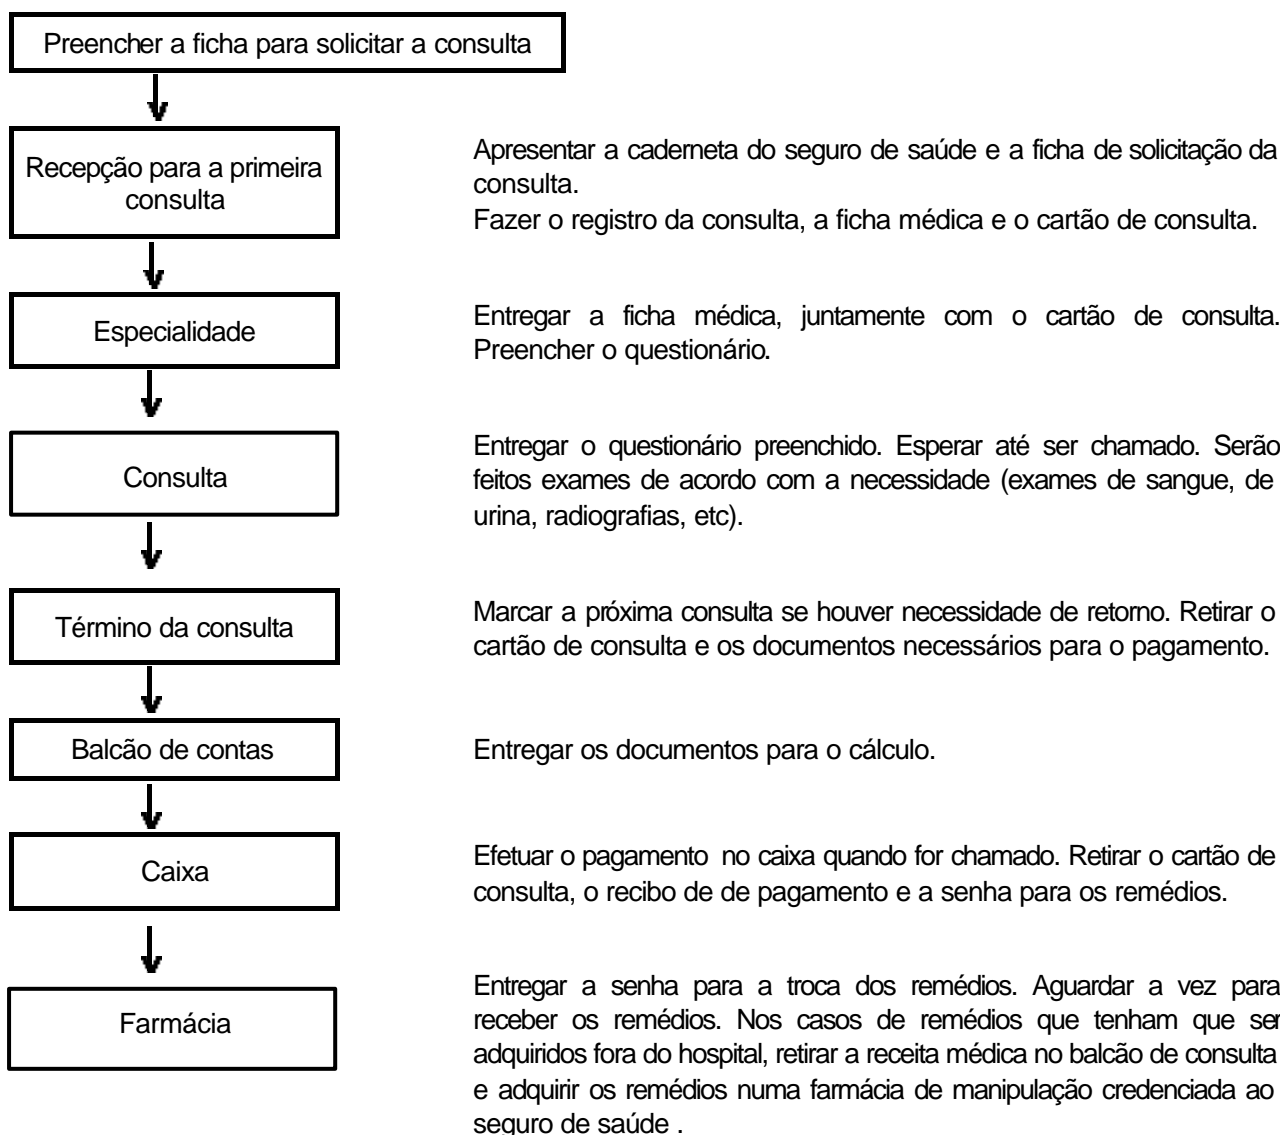 Preencher a ficha para solicitar a consulta
Recepção para a primeira
consulta
Apresentar a caderneta do seguro de saúde e a ficha de solicitação da
consulta.
Fazer o registro da consulta, a ficha médica e o cartão de consulta.
Especialidade
Entregar a ficha médica, juntamente com o cartão de consulta.
Preencher o questionário.
Consulta
Entregar o questionário preenchido. Esperar até ser chamado. Serão
feitos exames de acordo com a necessidade (exames de sangue, de
urina, radiografias, etc).
Término da consulta
Marcar a próxima consulta se houver necessidade de retorno. Retirar o
cartão de consulta e os documentos necessários para o pagamento.
Balcão de contas
Entregar os documentos para o cálculo.
Caixa
Efetuar o pagamento no caixa quando for chamado. Retirar o cartão de
consulta, o recibo de de pagamento e a senha para os remédios.
Farmácia
Entregar a senha para a troca dos remédios. Aguardar a vez para
receber os remédios. Nos casos de remédios que tenham que ser
adquiridos fora do hospital, retirar a receita médica no balcão de consulta
e adquirir os remédios numa farmácia de manipulação credenciada ao
seguro de saúde .